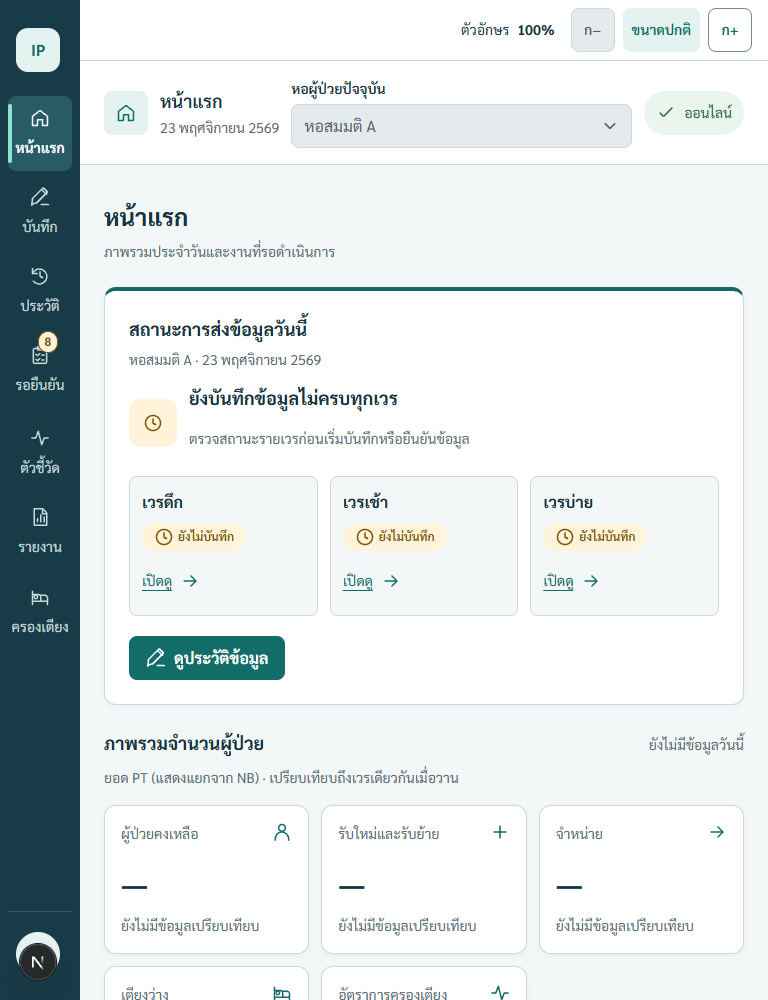 IP
หน้าแรก
บันทึก
ประวัติ
8
รอยืนยัน
ตัวชี้วัด
รายงาน
ครองเตียง
N
ตัวอักษร 100% ก− ขนาดปกติ ก+
หน้าแรก
23 พฤศจิกายน 2569
หอผู้ป่วยปัจจุบัน
หอสมมติ A
ออนไลน์
หน้าแรก
ภาพรวมประจำวันและงานที่รอดำเนินการ
สถานะการส่งข้อมูลวันนี้
หอสมมติ A · 23 พฤศจิกายน 2569
ยังบันทึกข้อมูลไม่ครบทุกเวร
ตรวจสถานะรายเวรก่อนเริ่มบันทึกหรือยืนยันข้อมูล
เวรดึก
ยังไม่บันทึก
เปิดดู
เวรเช้า
ยังไม่บันทึก
เปิดดู
เวรบ่าย
ยังไม่บันทึก
เปิดดู
ดูประวัติข้อมูล
ภาพรวมจำนวนผู้ป่วย
ยังไม่มีข้อมูลวันนี้
ยอด PT (แสดงแยกจาก NB) · เปรียบเทียบถึงเวรเดียวกันเมื่อวาน
ผู้ป่วยคงเหลือ
—
ยังไม่มีข้อมูลเปรียบเทียบ
รับใหม่และรับย้าย
—
ยังไม่มีข้อมูลเปรียบเทียบ
จำหน่าย
—
ยังไม่มีข้อมูลเปรียบเทียบ
เตียงว่าง
อัตราการครองเตียง